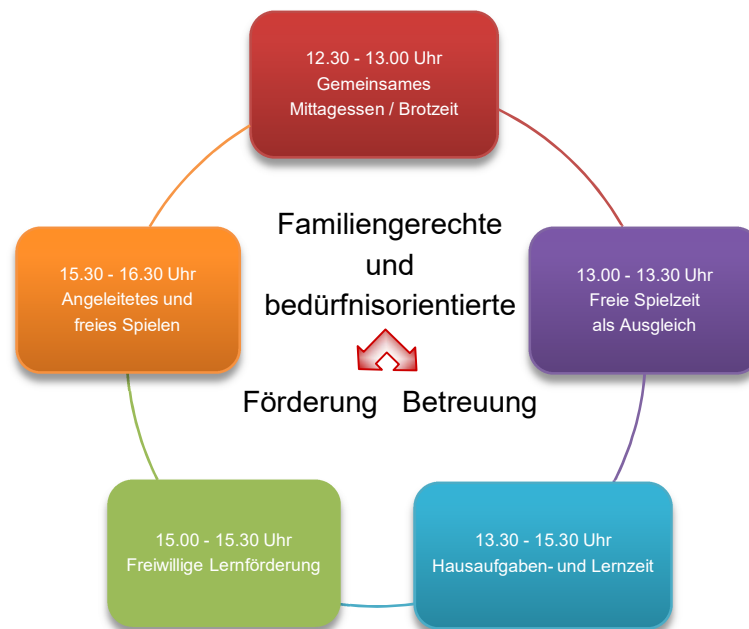 12.30 - 13.00 Uhr
Gemeinsames
Mittagessen / Brotzeit
Familiengerechte
und
bedürfnisorientierte
Förderung Betreuung
13.00 - 13.30 Uhr
Freie Spielzeit
als Ausgleich
13.30 - 15.30 Uhr
Hausaufgaben- und Lernzeit
15.00 - 15.30 Uhr
Freiwillige Lernförderung
15.30 - 16.30 Uhr
Angeleitetes und
freies Spielen